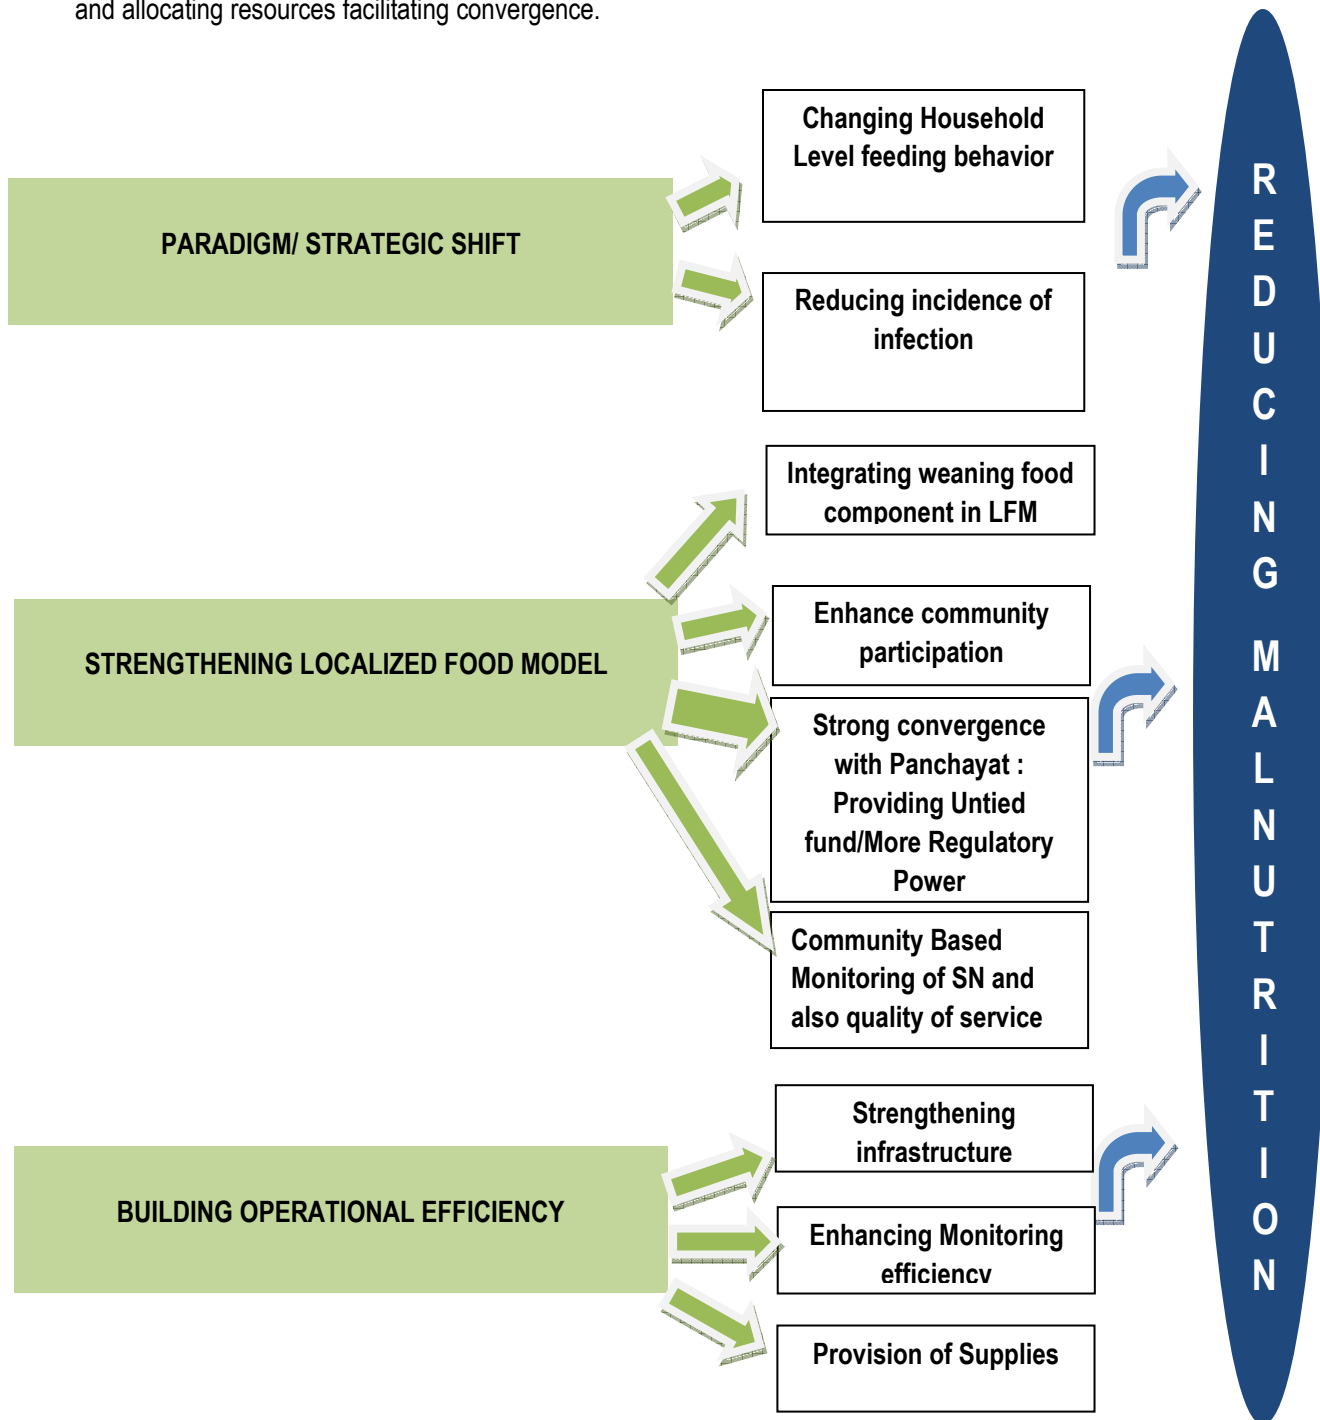 and allocating resources facilitating convergence.
PARADIGM/ STRATEGIC SHIFT
Changing Household
Level feeding behavior
Reducing incidence of
infection
STRENGTHENING LOCALIZED FOOD MODEL
Integrating weaning food
component in LFM
Enhance community
participation
Strong convergence
with Panchayat :
Providing Untied
fund/More Regulatory
Power
Community Based
Monitoring of SN and
also quality of service
BUILDING OPERATIONAL EFFICIENCY
Strengthening
infrastructure
Enhancing Monitoring
efficiency
Provision of Supplies
REDUCING MALNUTRITION